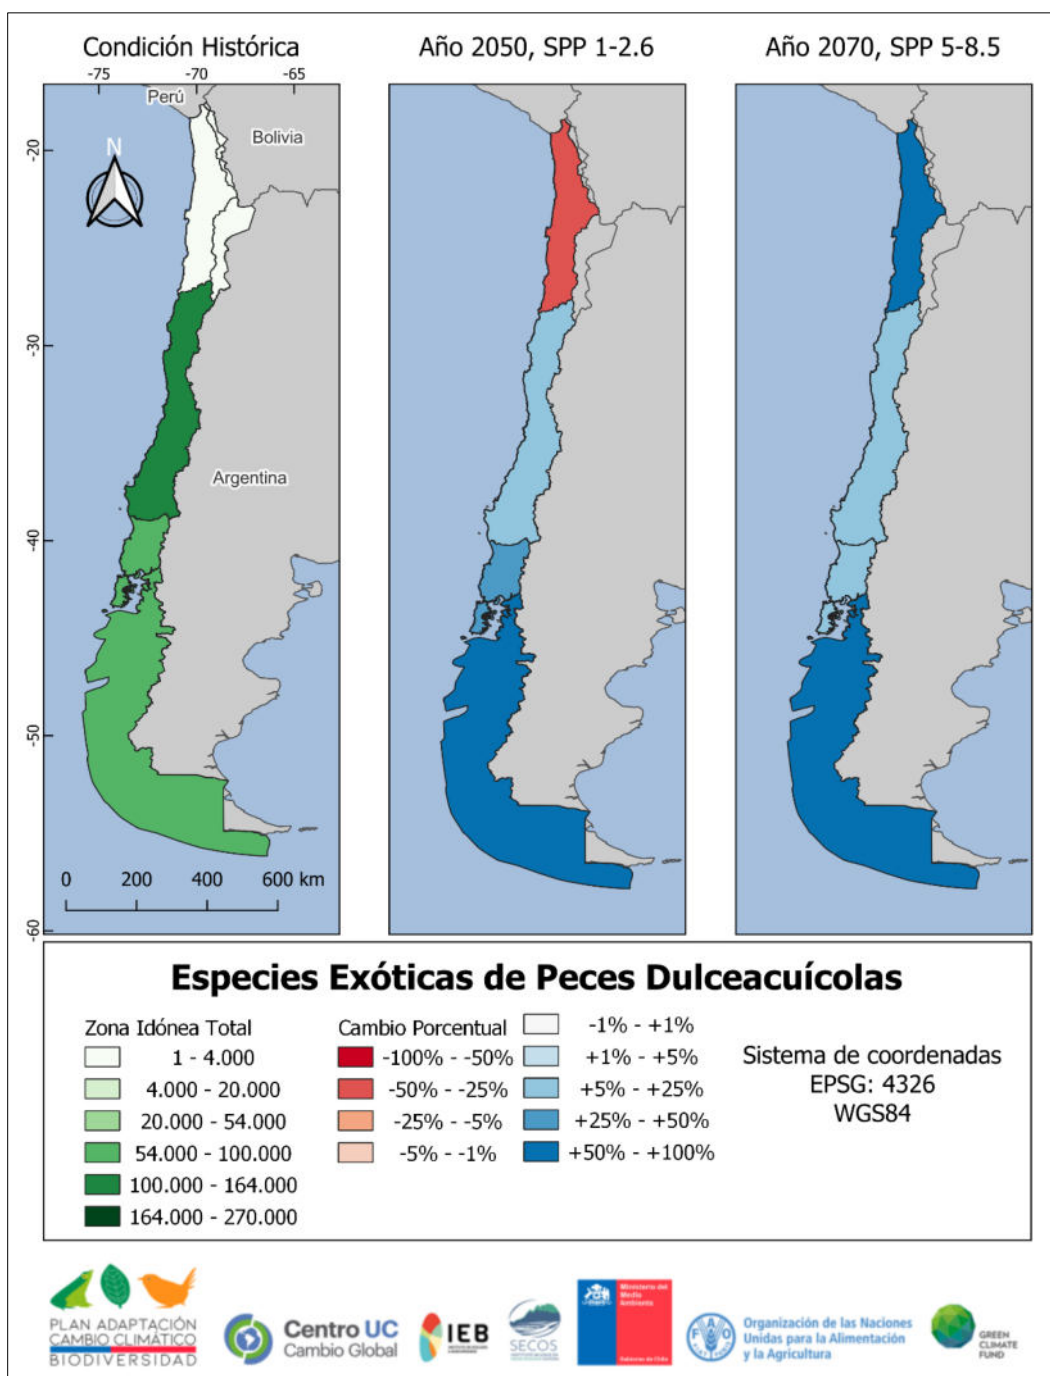 Condición Histórica
Año 2050, SPP 1-2.6
Año 2070, SPP 5-8.5
-75
-70
-65
Perú
Bolivia
N
Argentina
-20
-30
-40
-50
-60
0 200 400 600 km
Especies Exóticas de Peces Dulceacuícolas
Zona Idónea Total
1 - 4.000
4.000 - 20.000
20.000 - 54.000
54.000 - 100.000
100.000 - 164.000
164.000 - 270.000
Cambio Porcentual
-100% - -50%
-50% - -25%
-25% - -5%
-5% - -1%
-1% - +1%
+1% - +5%
+5% - +25%
+25% - +50%
+50% - +100%
Sistema de coordenadas
EPSG: 4326
WGS84
PLAN ADAPTACIÓN
CAMBIO CLIMÁTICO
BIODIVERSIDAD
Centro UC
Cambio Global
IEB
SECOS
Ministerio del
Medio
Ambiente
Gobierno de Chile
FAO
Organización de las Naciones
Unidas para la Alimentación
y la Agricultura
GREEN
CLIMATE
FUND